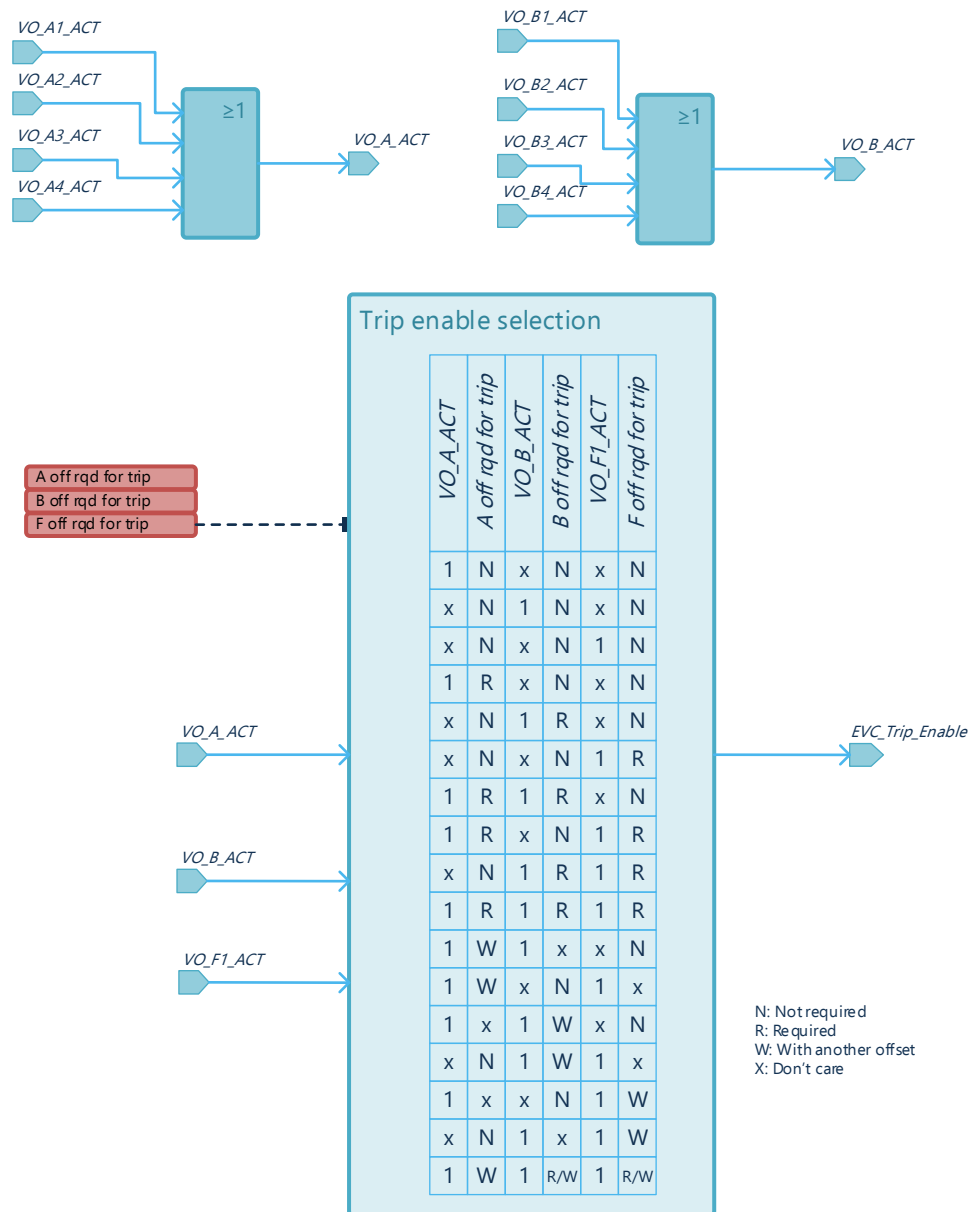 VO_A1_ACT
VO_A2_ACT
VO_A3_ACT
VO_A4_ACT
≥1
VO_A_ACT
VO_B1_ACT
VO_B2_ACT
VO_B3_ACT
VO_B4_ACT
≥1
VO_B_ACT
Trip enable selection
A off rqd for trip
B off rqd for trip
F off rqd for trip
VO_A_ACT
VO_B_ACT
VO_F1_ACT
VO_A_ACT A off rqd for trip VO_B_ACT B off rqd for trip VO_F1_ACT F off rqd for trip
1 N x N x N
x N 1 N x N
x N x N 1 N
1 R x N x N
x N 1 R x N
x N x N 1 R
1 R 1 R x N
1 R x N 1 R
x N 1 R 1 R
1 R 1 R 1 R
1 W 1 x x N
1 W x N 1 x
1 x 1 W x N
x N 1 W 1 x
1 x x N 1 W
x N 1 x 1 W
1 W 1 R/W 1 R/W
EVC_Trip_Enable
N: Not required
R: Required
W: With another offset
X: Don't care